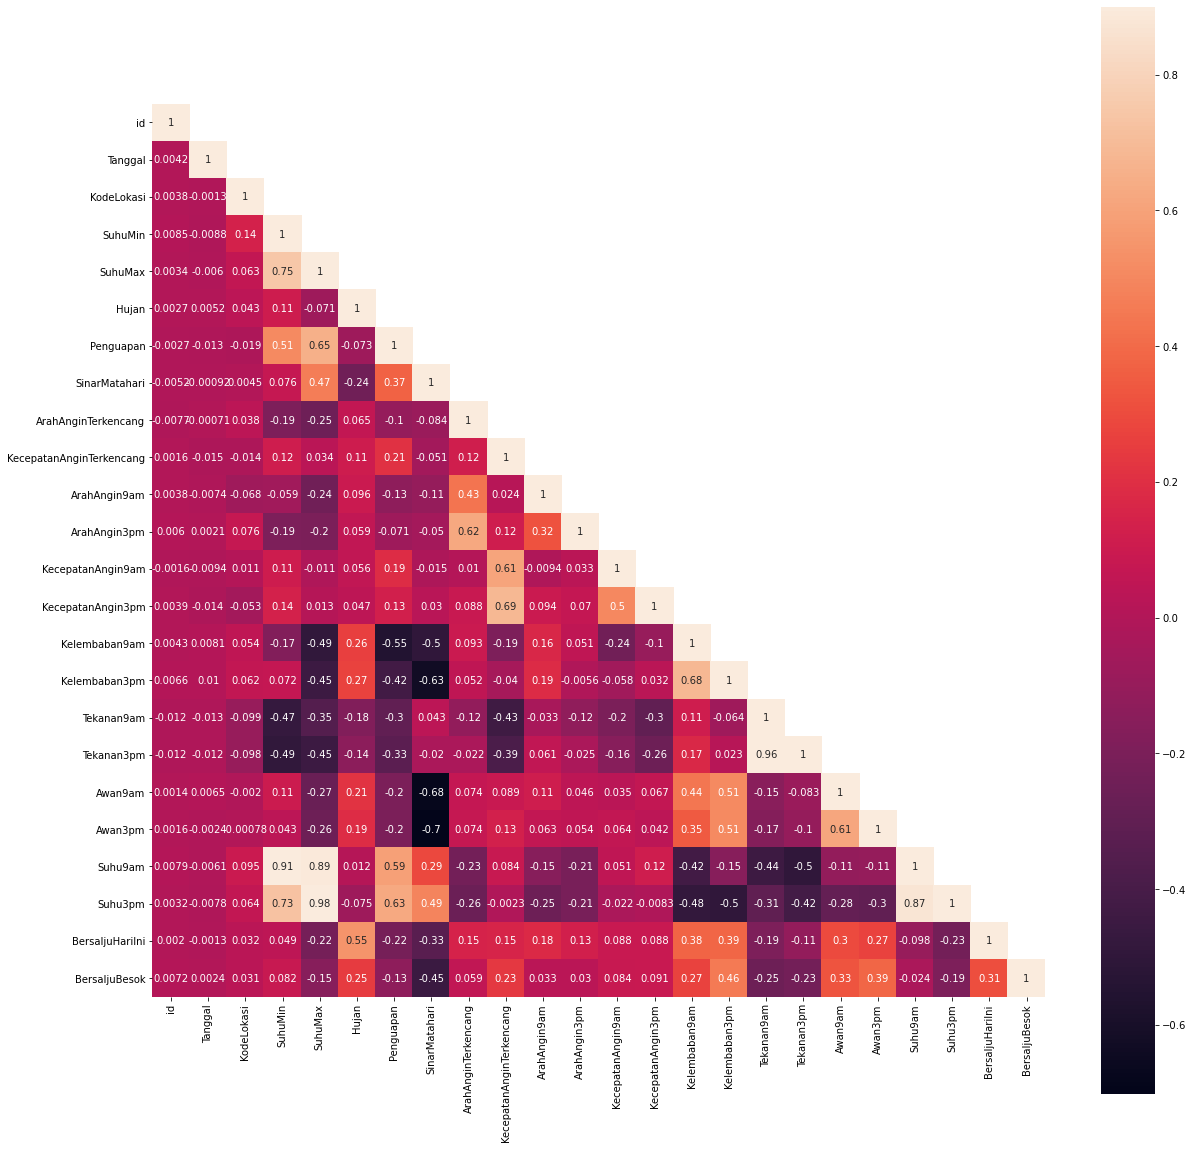 id 1
Tanggal 0.0042 1
KodeLokasi 0.0038 -0.0013 1
SuhuMin 0.0085 -0.0088 0.14 1
SuhuMax 0.0034 -0.006 0.063 0.75 1
Hujan 0.0027 0.0052 0.043 0.11 -0.071 1
Penguapan -0.0027 -0.013 -0.019 0.51 0.65 -0.073 1
SinarMatahari -0.0052 -0.00092 0.0045 0.076 0.47 -0.24 0.37 1
ArahAnginTerkencang -0.0077 0.00071 0.038 -0.19 -0.25 0.065 -0.1 -0.084 1
KecepatanAnginTerkencang 0.0016 -0.015 -0.014 0.12 0.034 0.11 0.21 -0.051 0.12 1
ArahAngin9am 0.0038 -0.0074 -0.068 -0.059 -0.24 0.096 -0.13 -0.11 0.43 0.024 1
ArahAngin3pm 0.006 0.0021 0.076 -0.19 -0.2 0.059 -0.071 -0.05 0.62 0.12 0.32 1
KecepatanAngin9am -0.0016 -0.0094 0.011 0.11 -0.011 0.056 0.19 -0.015 0.01 0.61 -0.0094 0.033 1
KecepatanAngin3pm 0.0039 -0.014 -0.053 0.14 0.013 0.047 0.13 0.03 0.088 0.69 0.094 0.07 0.5 1
Kelembaban9am 0.0043 0.0081 0.054 -0.17 -0.49 0.26 -0.55 -0.5 0.093 -0.19 0.16 0.051 -0.24 -0.1 1
Kelembaban3pm 0.0066 0.01 0.062 0.072 -0.45 0.27 -0.42 -0.63 0.052 -0.04 0.19 -0.0056 -0.058 0.032 0.68 1
Tekanan9am -0.012 -0.013 -0.099 -0.47 -0.35 -0.18 -0.3 0.043 -0.12 -0.43 -0.033 -0.12 -0.2 -0.3 0.11 -0.064 1
Tekanan3pm -0.012 -0.012 -0.098 -0.49 -0.45 -0.14 -0.33 -0.02 -0.022 -0.39 0.061 -0.025 -0.16 -0.26 0.17 0.023 0.96 1
Awan9am 0.0014 0.0065 -0.002 0.11 -0.27 0.21 -0.2 -0.68 0.074 0.089 0.11 0.046 0.035 0.067 0.44 0.51 -0.15 -0.083 1
Awan3pm 0.0016 -0.0024 -0.00078 0.043 -0.26 0.19 -0.2 -0.7 0.074 0.13 0.063 0.054 0.064 0.042 0.35 0.51 -0.17 -0.1 0.61 1
Suhu9am 0.0079 -0.0061 0.095 0.91 0.89 0.012 0.59 0.29 -0.23 0.084 -0.15 -0.21 0.051 0.12 -0.42 -0.15 -0.44 -0.5 -0.11 -0.11 1
Suhu3pm 0.0032 -0.0078 0.064 0.73 0.98 -0.075 0.63 0.49 -0.26 -0.0023 -0.25 -0.21 -0.022 -0.0083 -0.48 -0.5 -0.31 -0.42 -0.28 -0.3 0.87 1
BersaljuHariIni 0.002 -0.0013 0.032 0.049 -0.22 0.55 -0.22 -0.33 0.15 0.15 0.18 0.13 0.088 0.088 0.38 0.39 -0.19 -0.11 0.3 0.27 -0.098 -0.23 1
BersaljuBesok 0.0072 0.0024 0.031 0.082 -0.15 0.25 -0.13 -0.45 0.059 0.23 0.033 0.03 0.084 0.091 0.27 0.46 -0.25 -0.23 0.33 0.39 -0.024 -0.19 0.31 1
id
Tanggal
KodeLokasi
SuhuMin
SuhuMax
Hujan
Penguapan
SinarMatahari
ArahAnginTerkencang
KecepatanAnginTerkencang
ArahAngin9am
ArahAngin3pm
KecepatanAngin9am
KecepatanAngin3pm
Kelembaban9am
Kelembaban3pm
Tekanan9am
Tekanan3pm
Awan9am
Awan3pm
Suhu9am
Suhu3pm
BersaljuHariIni
BersaljuBesok
0.8
0.6
0.4
0.2
0.0
−0.2
−0.4
−0.6